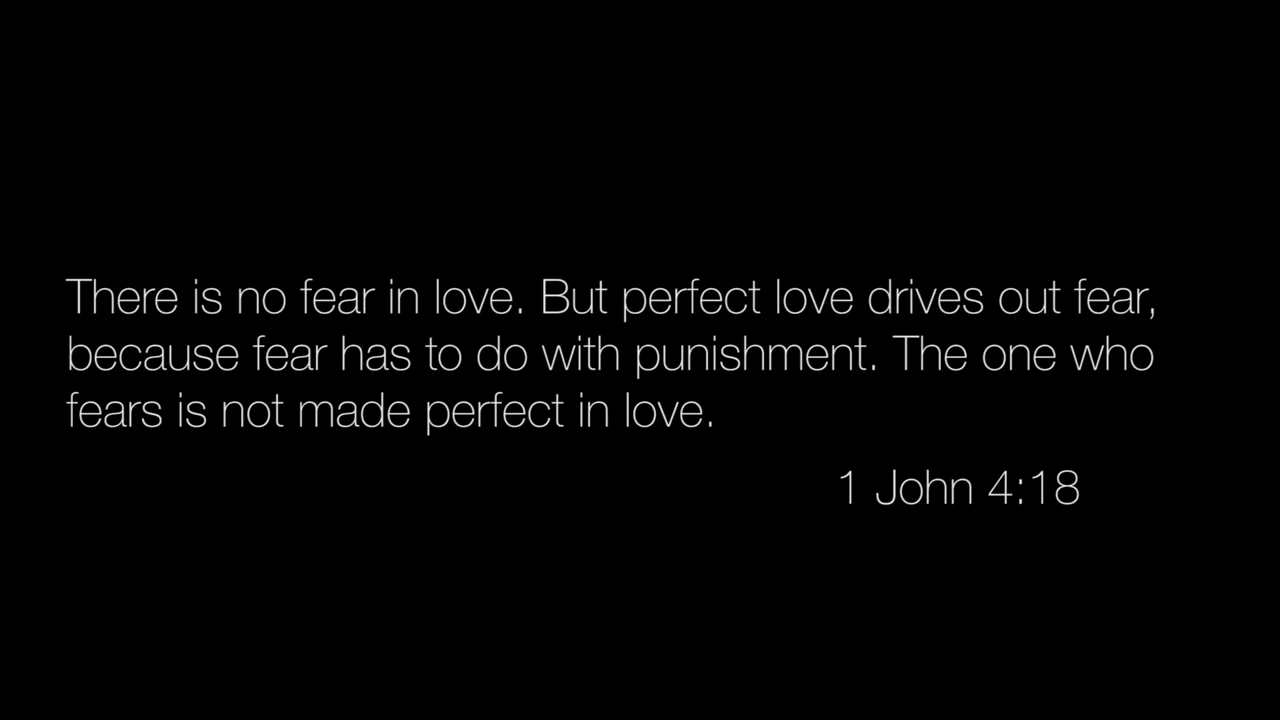 There is no fear in love. But perfect love drives out fear,
because fear has to do with punishment. The one who
fears is not made perfect in love.
1 John 4:18